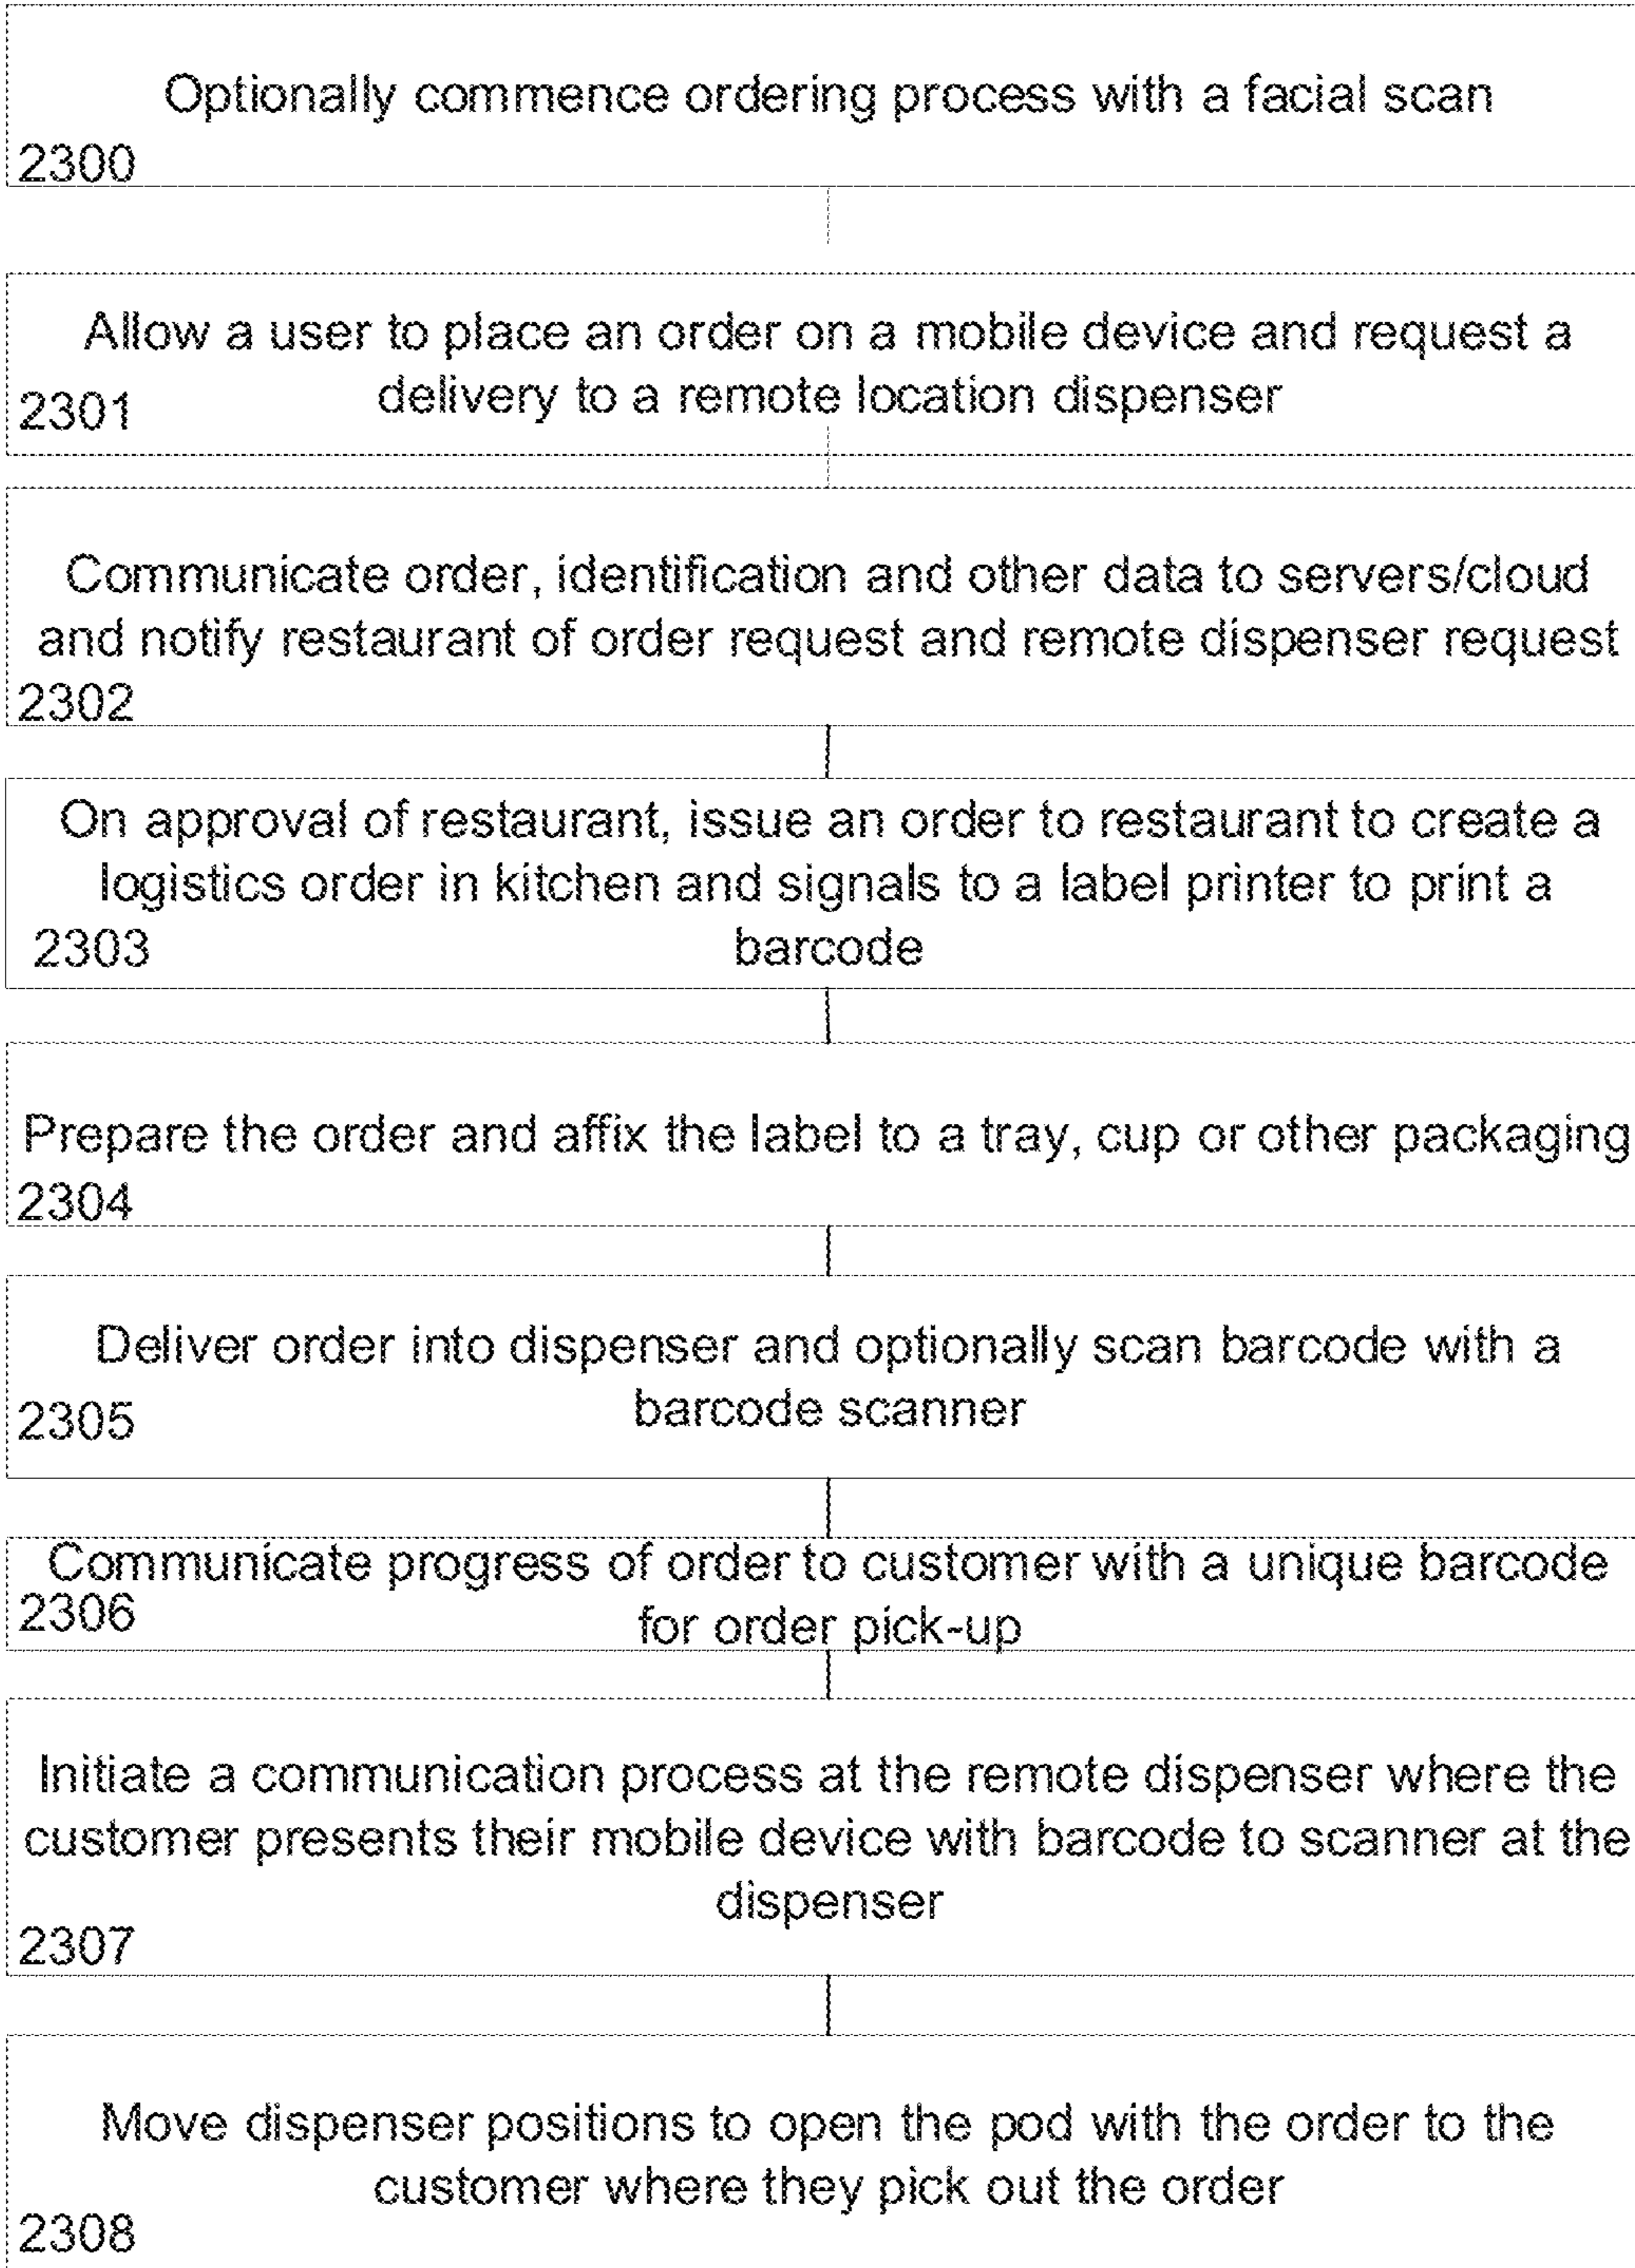 Optionally commence ordering process with a facial scan
2300
Allow a user to place an order on a mobile device and request a
delivery to a remote location dispenser
2301
Communicate order, identification and other data to servers/cloud
and notify restaurant of order request and remote dispenser request
2302
On approval of restaurant, issue an order to restaurant to create a
logistics order in kitchen and signals to a label printer to print a
barcode
2303
Prepare the order and affix the label to a tray, cup or other packaging
2304
Deliver order into dispenser and optionally scan barcode with a
barcode scanner
2305
Communicate progress of order to customer with a unique barcode
for order pick-up
2306
Initiate a communication process at the remote dispenser where the
customer presents their mobile device with barcode to scanner at the
dispenser
2307
Move dispenser positions to open the pod with the order to the
customer where they pick out the order
2308